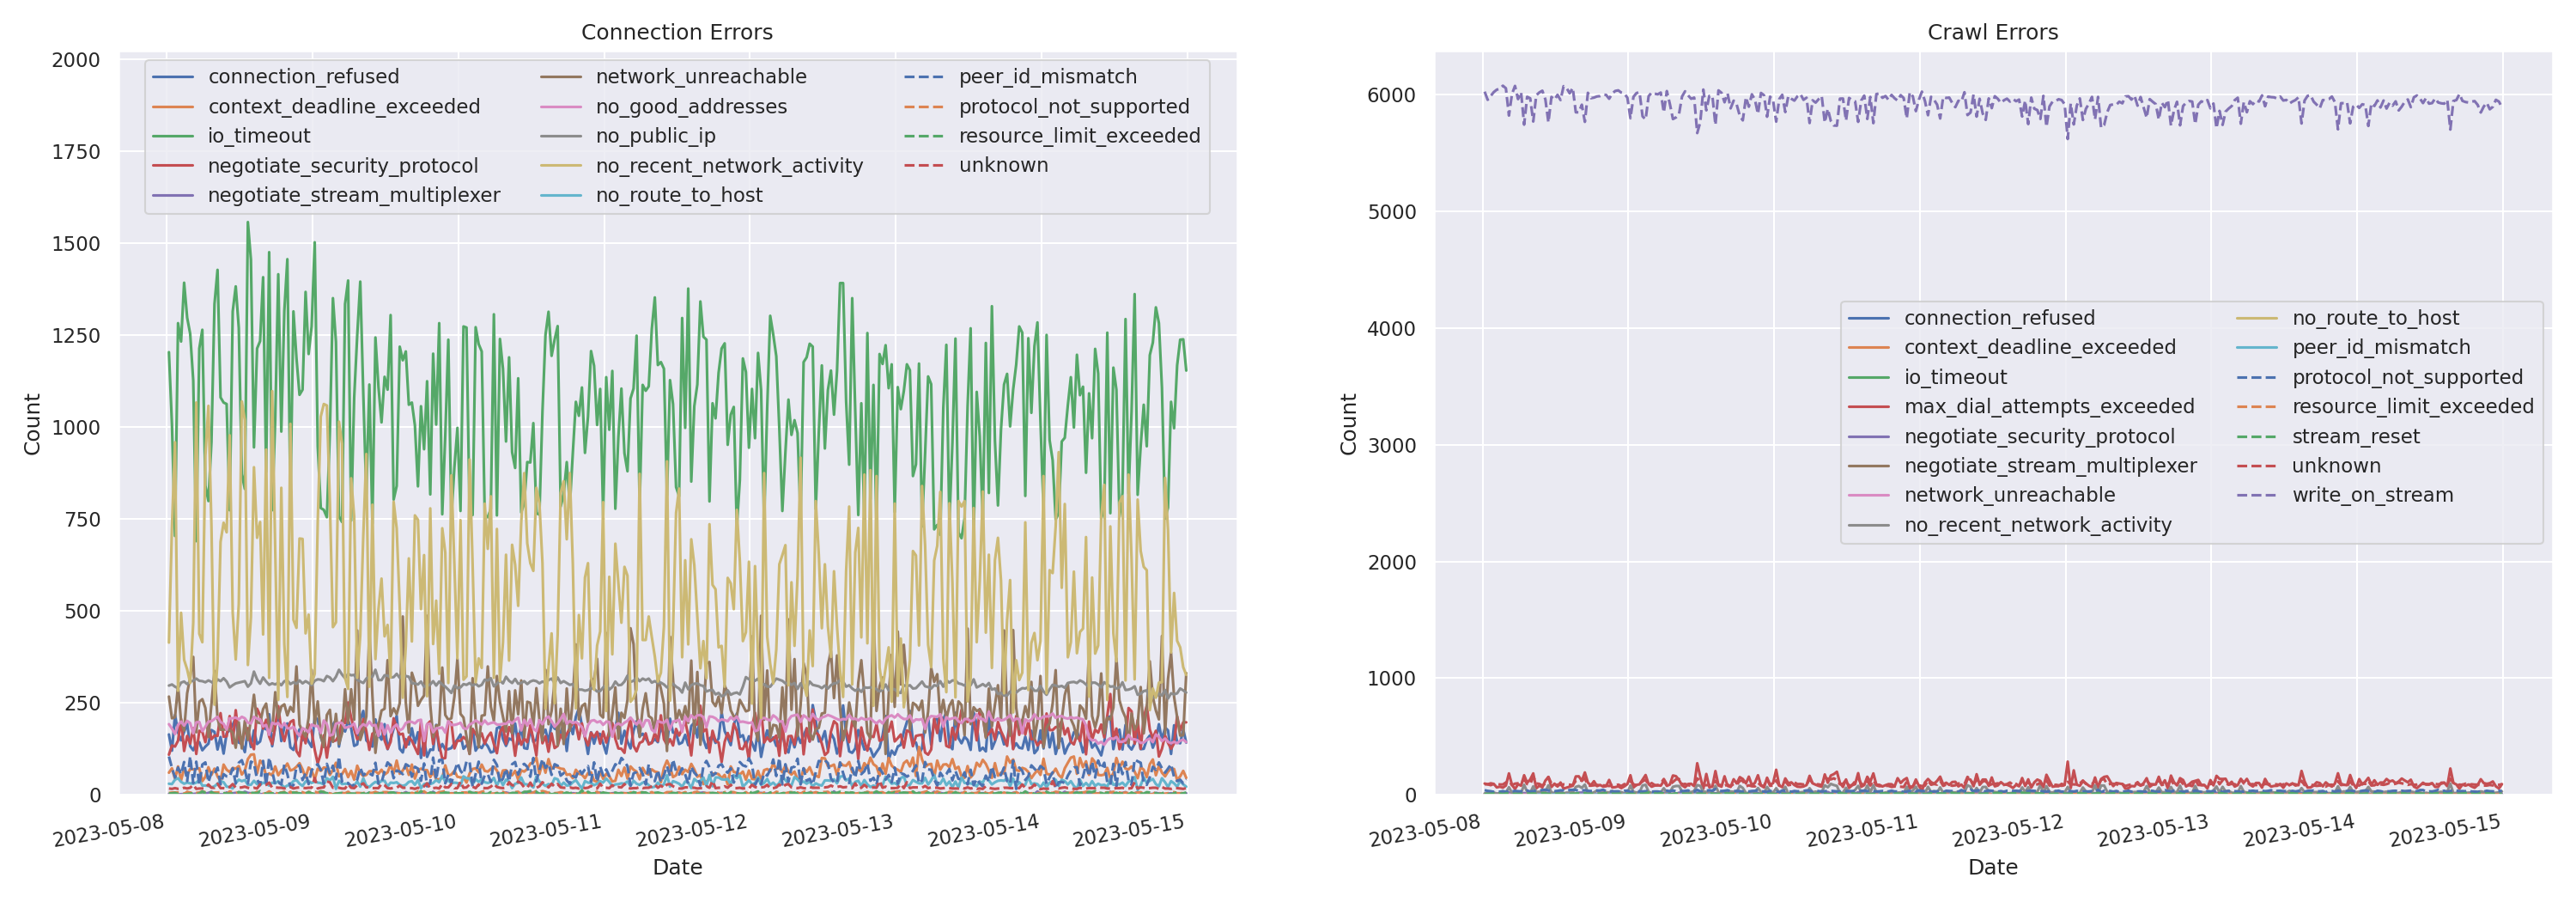 Connection Errors
2000
1750
1500
1250
1000
750
500
250
0
Count
connection_refused
context_deadline_exceeded
io_timeout
negotiate_security_protocol
negotiate_stream_multiplexer
network_unreachable
no_good_addresses
no_public_ip
no_recent_network_activity
no_route_to_host
peer_id_mismatch
protocol_not_supported
resource_limit_exceeded
unknown
2023-05-08
2023-05-09
2023-05-10
2023-05-11
2023-05-12
2023-05-13
2023-05-14
2023-05-15
Date
Crawl Errors
6000
5000
4000
3000
2000
1000
0
Count
connection_refused
context_deadline_exceeded
io_timeout
max_dial_attempts_exceeded
negotiate_security_protocol
negotiate_stream_multiplexer
network_unreachable
no_recent_network_activity
no_route_to_host
peer_id_mismatch
protocol_not_supported
resource_limit_exceeded
stream_reset
unknown
write_on_stream
2023-05-08
2023-05-09
2023-05-10
2023-05-11
2023-05-12
2023-05-13
2023-05-14
2023-05-15
Date